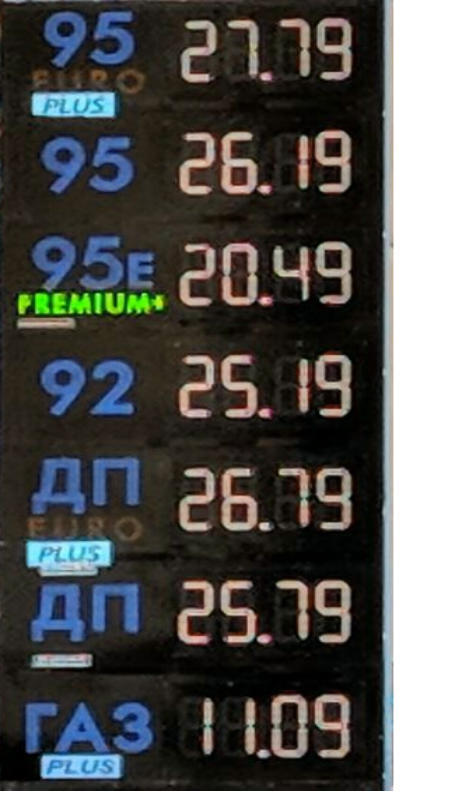 95 27.79
EURO
PLUS
95 26.19
95E 20.49
PREMIUM+
92 25.19
ДП 26.79
EURO
PLUS
ДП 25.79
ГАЗ 11.09
PLUS